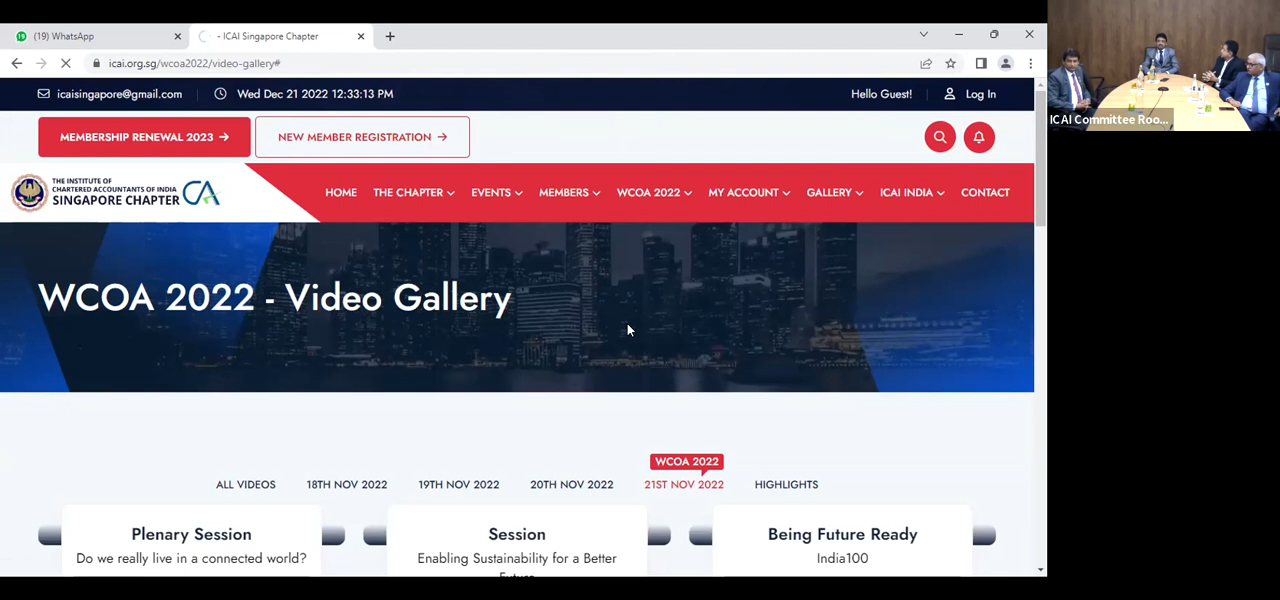 (19) WhatsApp
- ICAI Singapore Chapter
icai.org.sg/wcoa2022/video-gallery#
icaisingapore@gmail.com
Wed Dec 21 2022 12:33:13 PM
Hello Guest!
Log In
MEMBERSHIP RENEWAL 2023
NEW MEMBER REGISTRATION
THE INSTITUTE OF
CHARTERED ACCOUNTANTS OF INDIA
SINGAPORE CHAPTER
CA
HOME
THE CHAPTER
EVENTS
MEMBERS
WCOA 2022
MY ACCOUNT
GALLERY
ICAI INDIA
CONTACT
WCOA 2022 - Video Gallery
WCOA 2022
ALL VIDEOS
18TH NOV 2022
19TH NOV 2022
20TH NOV 2022
21ST NOV 2022
HIGHLIGHTS
Plenary Session
Do we really live in a connected world?
Session
Enabling Sustainability for a Better
Future
Being Future Ready
India100
ICAI Committee Roo...